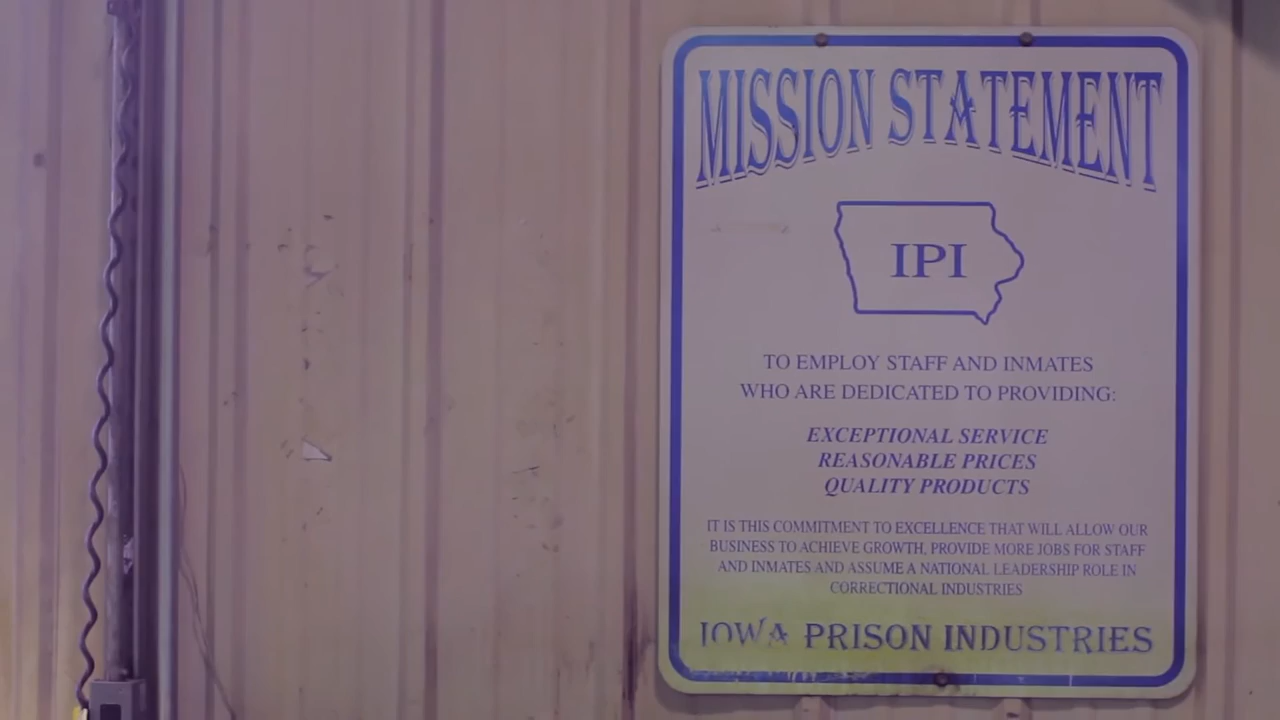 MISSION STATEMENT
IPI
TO EMPLOY STAFF AND INMATES
WHO ARE DEDICATED TO PROVIDING:
EXCEPTIONAL SERVICE
REASONABLE PRICES
QUALITY PRODUCTS
IT IS THIS COMMITMENT TO EXCELLENCE THAT WILL ALLOW OUR
BUSINESS TO ACHIEVE GROWTH, PROVIDE MORE JOBS FOR STAFF
AND INMATES AND ASSUME A NATIONAL LEADERSHIP ROLE IN
CORRECTIONAL INDUSTRIES
IOWA PRISON INDUSTRIES